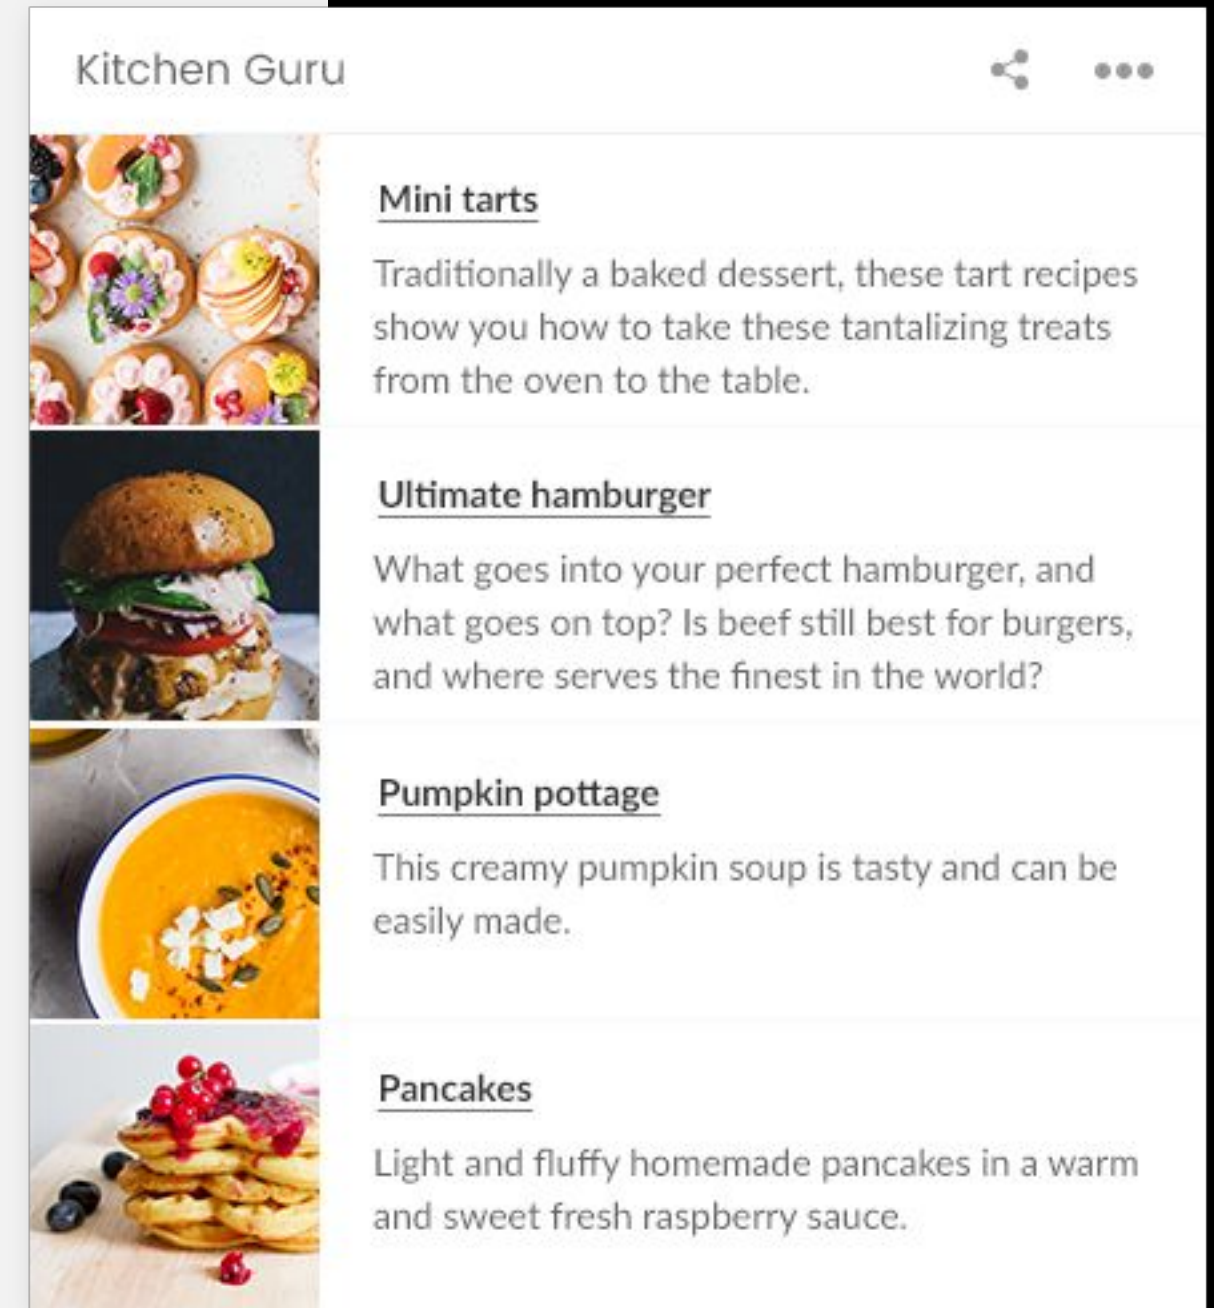 Kitchen Guru
Mini tarts
Traditionally a baked dessert, these tart recipes
show you how to take these tantalizing treats
from the oven to the table.
Ultimate hamburger
What goes into your perfect hamburger, and
what goes on top? Is beef still best for burgers,
and where serves the finest in the world?
Pumpkin pottage
This creamy pumpkin soup is tasty and can be
easily made.
Pancakes
Light and fluffy homemade pancakes in a warm
and sweet fresh raspberry sauce.